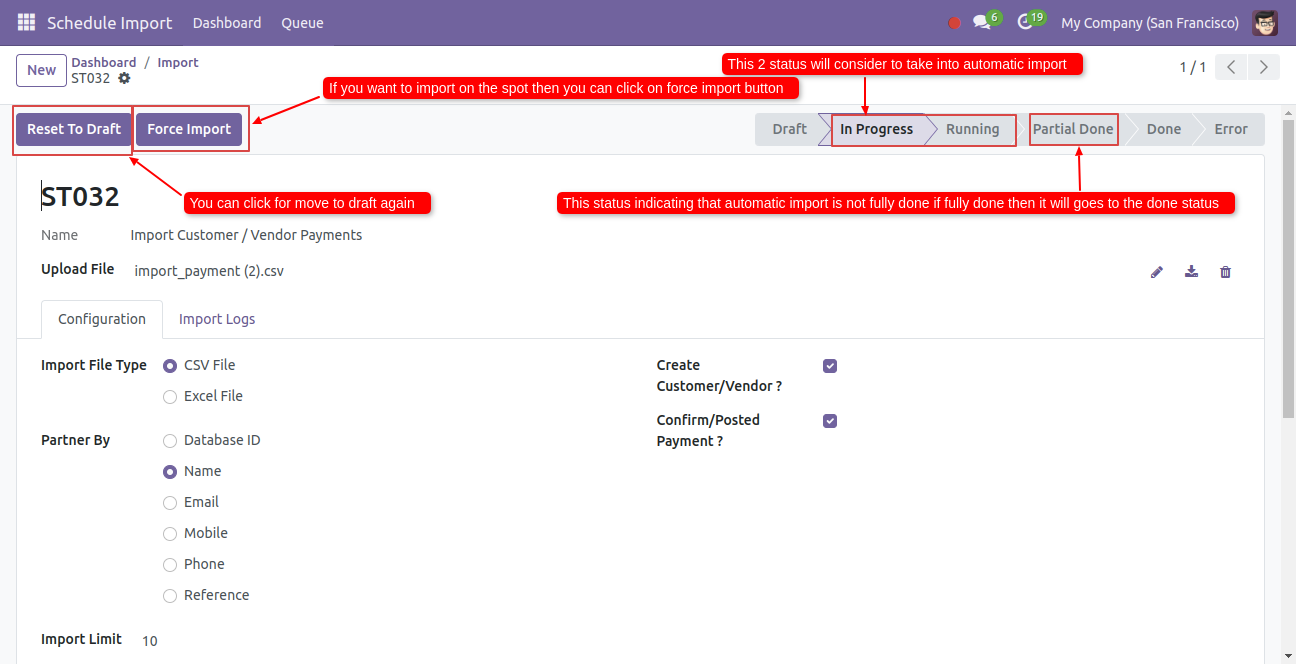 Schedule Import Dashboard Queue 6 19 My Company (San Francisco)
New Dashboard / Import
ST032
This 2 status will consider to take into automatic import
1 / 1
If you want to import on the spot then you can click on force import button
Reset To Draft Force Import Draft In Progress Running Partial Done Done Error
ST032
You can click for move to draft again
This status indicating that automatic import is not fully done if fully done then it will goes to the done status
Name Import Customer / Vendor Payments
Upload File import_payment (2).csv
Configuration Import Logs
Import File Type CSV File
Excel File
Create
Customer/Vendor ?
Confirm/Posted
Payment ?
Partner By Database ID
Name
Email
Mobile
Phone
Reference
Import Limit 10